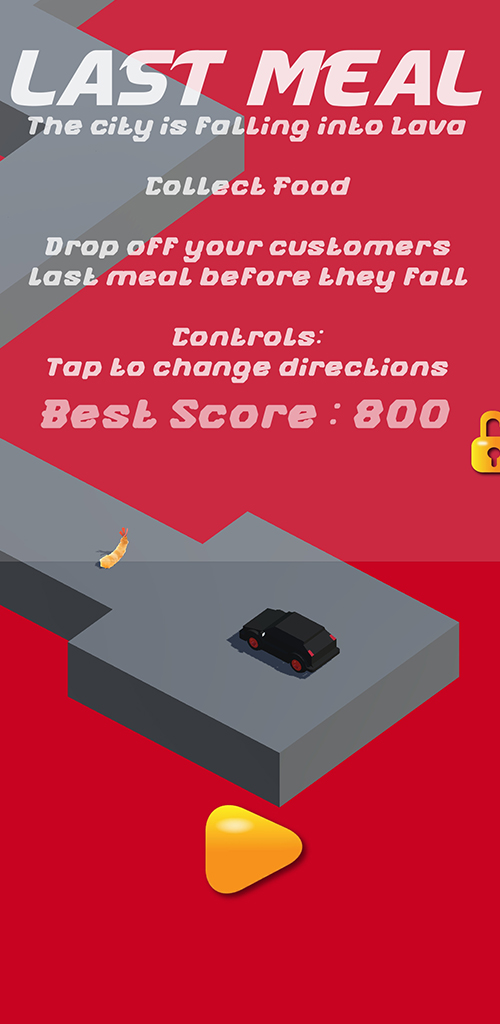 LAST MEAL
The city is falling into Lava
Collect Food
Drop off your customers
last meal before they fall
Controls:
Tap to change directions
Best Score : 800